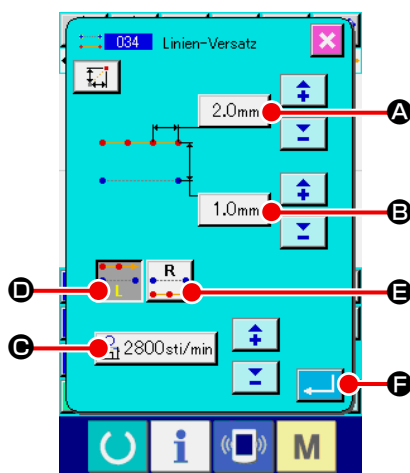 034 Linien-Versatz
2.0mm
A
1.0mm
B
D
L
R
E
C
2800sti/min
F
i
M